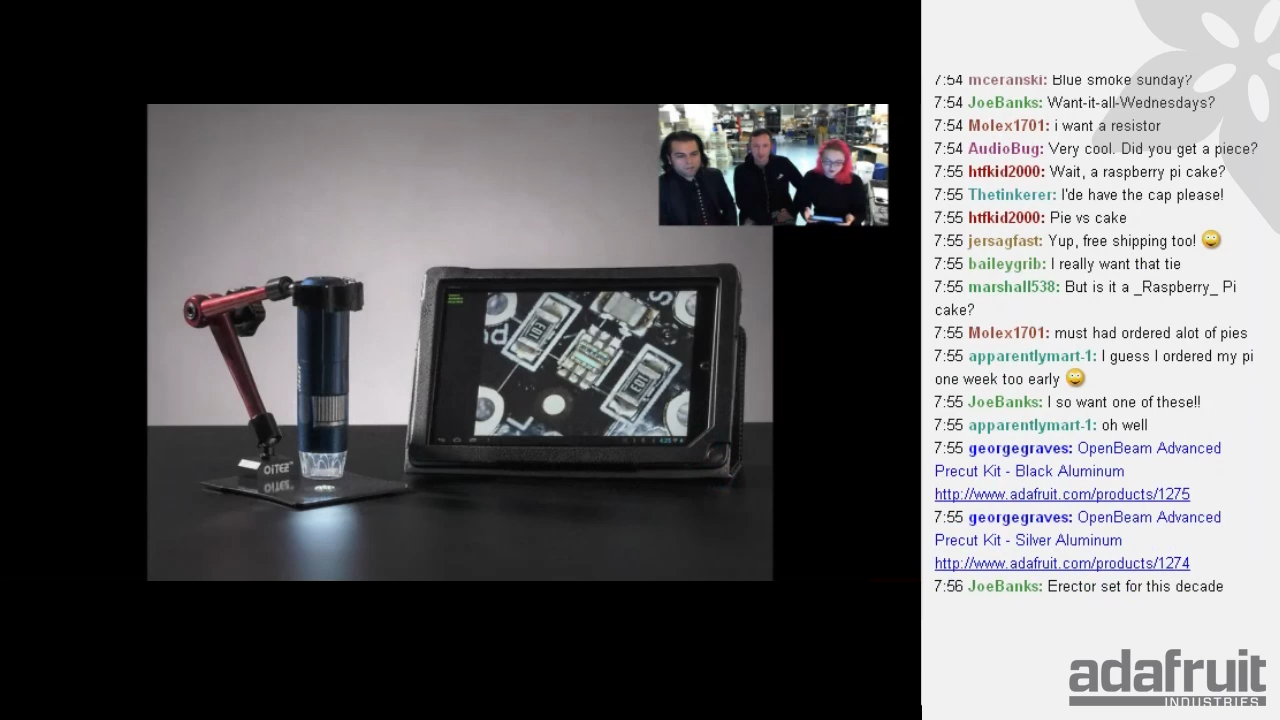 OiTEZ
E01
E01
4:25
7:54 mceranski: Blue smoke sunday?
7:54 JoeBanks: Want-it-all-Wednesdays?
7:54 Molex1701: i want a resistor
7:54 AudioBug: Very cool. Did you get a piece?
7:55 htfkid2000: Wait, a raspberry pi cake?
7:55 Thetinkerer: I'de have the cap please!
7:55 htfkid2000: Pie vs cake
7:55 jersagfast: Yup, free shipping too!
7:55 baileygrib: I really want that tie
7:55 marshall538: But is it a _Raspberry_ Pi
cake?
7:55 Molex1701: must had ordered alot of pies
7:55 apparentlymart-1: I guess I ordered my pi
one week too early
7:55 JoeBanks: I so want one of these!!
7:55 apparentlymart-1: oh well
7:55 georgegraves: OpenBeam Advanced
Precut Kit - Black Aluminum
http://www.adafruit.com/products/1275
7:55 georgegraves: OpenBeam Advanced
Precut Kit - Silver Aluminum
http://www.adafruit.com/products/1274
7:56 JoeBanks: Erector set for this decade
adafruit
INDUSTRIES